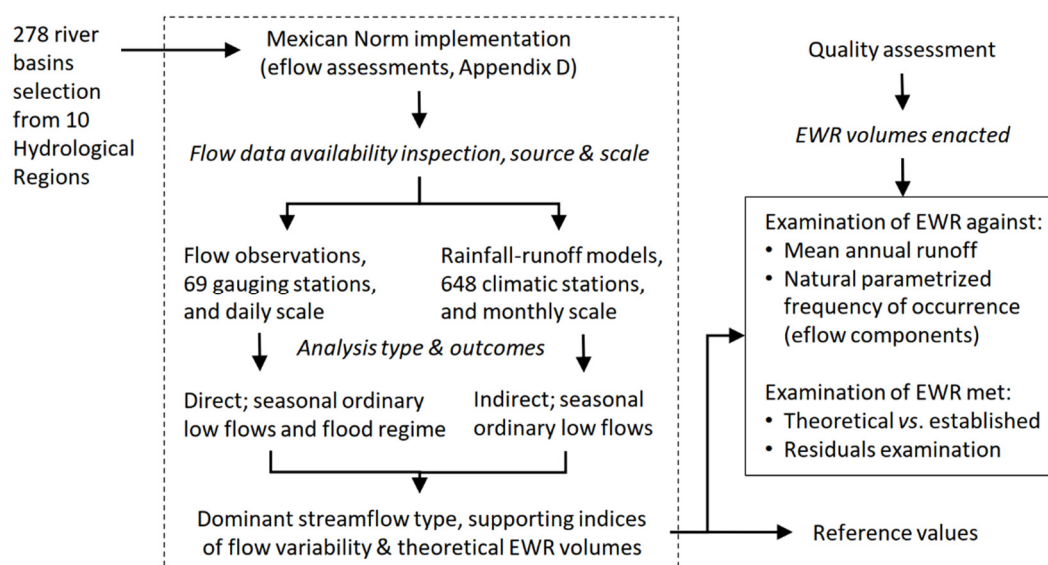 278 river
basins
selection
from 10
Hydrological
Regions
Mexican Norm implementation
(eflow assessments, Appendix D)
Flow data availability inspection, source & scale
Flow observations,
69 gauging stations,
and daily scale
Rainfall-runoff models,
648 climatic stations,
and monthly scale
Analysis type & outcomes
Direct; seasonal ordinary
low flows and flood regime
Indirect; seasonal
ordinary low flows
Dominant streamflow type, supporting indices
of flow variability & theoretical EWR volumes
Quality assessment
EWR volumes enacted
Examination of EWR against:
• Mean annual runoff
• Natural parametrized
frequency of occurrence
(eflow components)
Examination of EWR met:
• Theoretical vs. established
• Residuals examination
Reference values